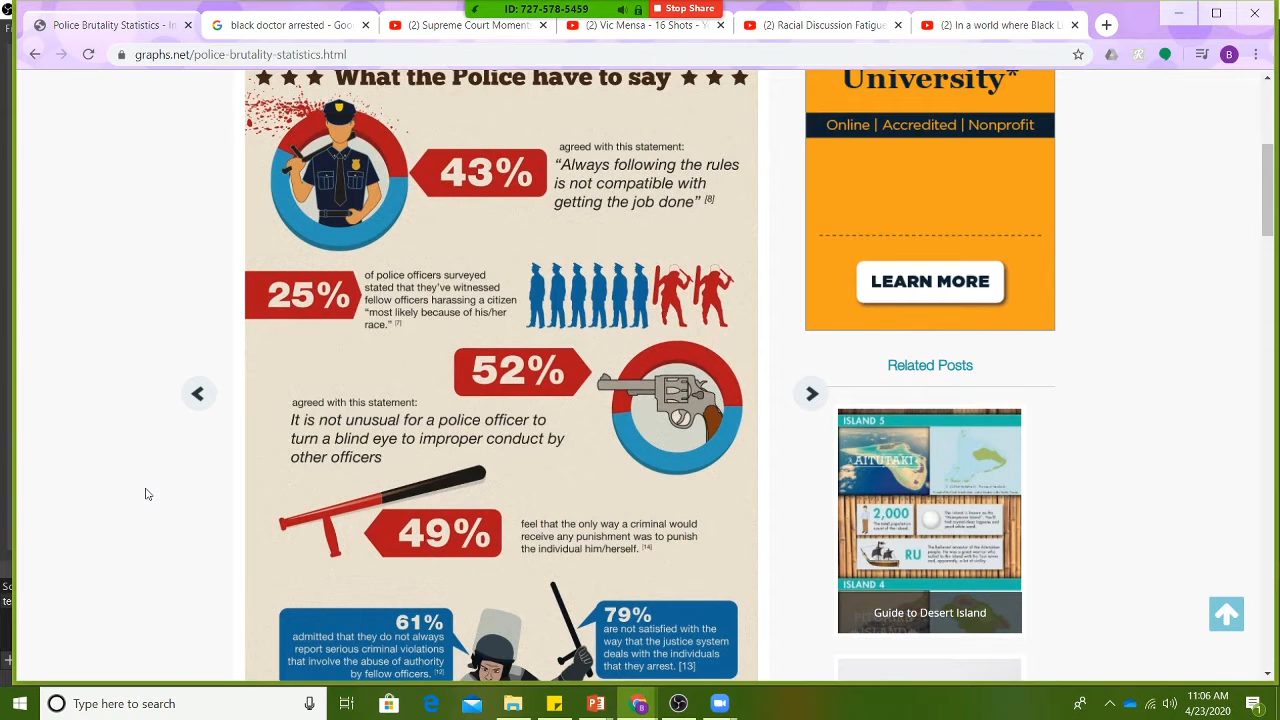 ID: 727-578-5459
Stop Share
Police Brutality Statistics - In
black doctor arrested - Goo
(2) Supreme Court Moment:
(2) Vic Mensa - 16 Shots - Y
(2) Racial Discussion Fatigue
(2) In a world where Black Li
graphs.net/police-brutality-statistics.html
B
What the Police have to say
43%
agreed with this statement:
“Always following the rules
is not compatible with
getting the job done” [8]
25%
of police officers surveyed
stated that they've witnessed
fellow officers harassing a citizen
“most likely because of his/her
race.” [7]
52%
agreed with this statement:
It is not unusual for a police officer to
turn a blind eye to improper conduct by
other officers
49%
feel that the only way a criminal would
receive any punishment was to punish
the individual him/herself. [14]
61%
admitted that they do not always
report serious criminal violations
that involve the abuse of authority
by fellow officers. [12]
79%
are not satisfied with the
way that the justice system
deals with the individuals
that they arrest. [13]
University*
Online | Accredited | Nonprofit
LEARN MORE
Related Posts
ISLAND 5
AITUTAKI
2,000
The total population
RU
ISLAND 4
Guide to Desert Island
Type here to search
11:06 AM
4/23/2020